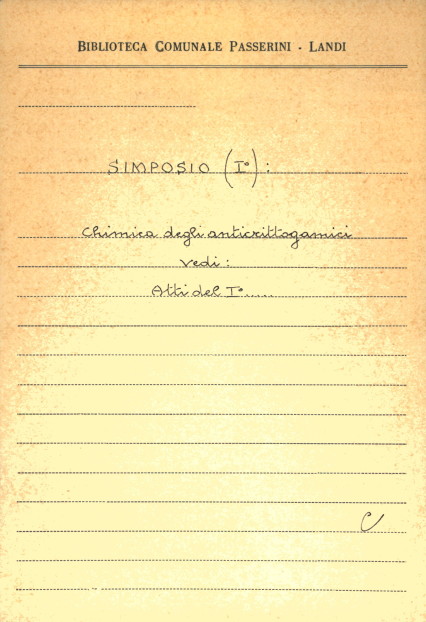 BIBLIOTECA COMUNALE PASSERINI - LANDI
SIMPOSIO (I°):
Chimica degli anticrittogamici
vedi:
Atti del I°.....
C